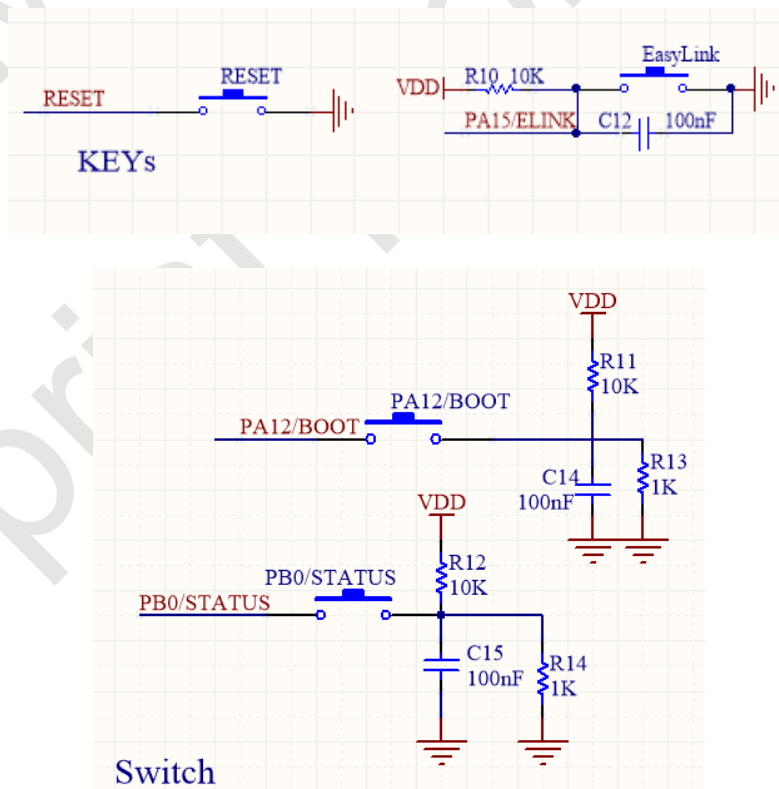 RESET
RESET
KEYs
EasyLink
VDD R10 10K
PA15/ELINK C12 100nF
VDD
R11
10K
PA12/BOOT
PA12/BOOT
C14
100nF
R13
1K
VDD
R12
10K
PB0/STATUS
PB0/STATUS
C15
100nF
R14
1K
Switch